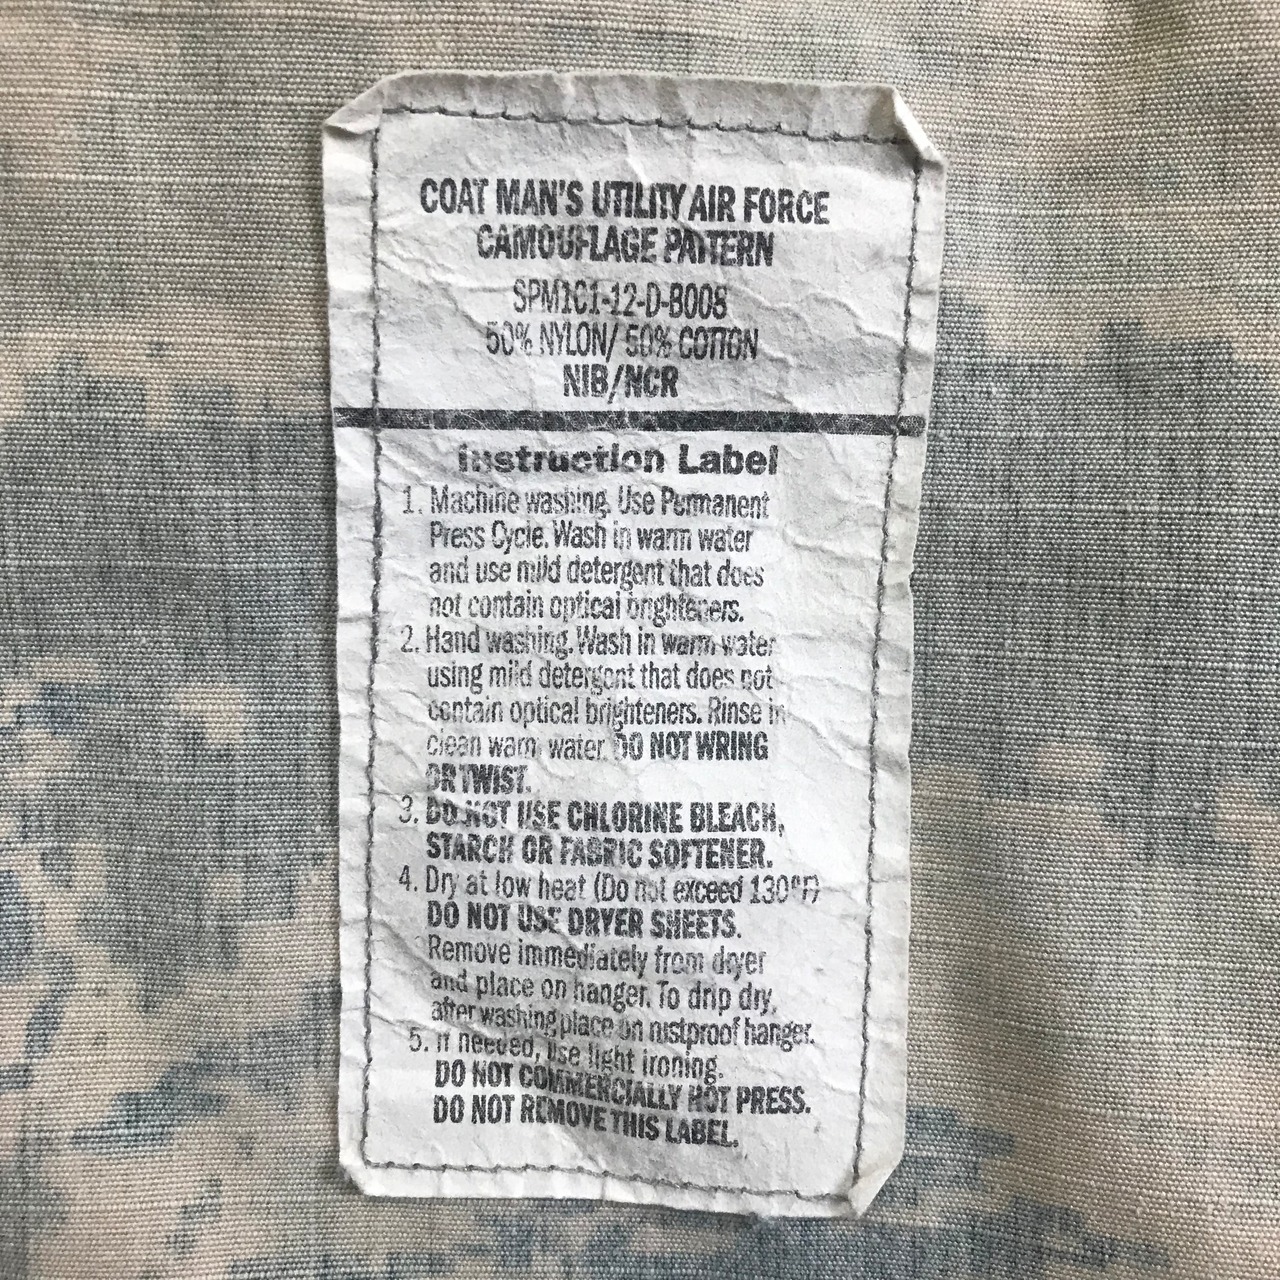 COAT MAN'S UTILITY AIR FORCE
CAMOUFLAGE PATTERN
SPM1C1-12-D-B008
50% NYLON/ 50% COTTON
NIB/NCR
Instruction Label
1. Machine washing. Use Permanent
Press Cycle. Wash in warm water
and use mild detergent that does
not contain optical brighteners.
2. Hand washing. Wash in warm water
using mild detergent that does not
contain optical brighteners. Rinse in
clean warm water. DO NOT WRING
OR TWIST.
3. DO NOT USE CHLORINE BLEACH,
STARCH OR FABRIC SOFTENER.
4. Dry at low heat (Do not exceed 130°F)
DO NOT USE DRYER SHEETS.
Remove immediately from dryer
and place on hanger. To drip dry,
after washing place on rustproof hanger.
5. If needed, use light ironing.
DO NOT COMMERCIALLY HOT PRESS.
DO NOT REMOVE THIS LABEL.